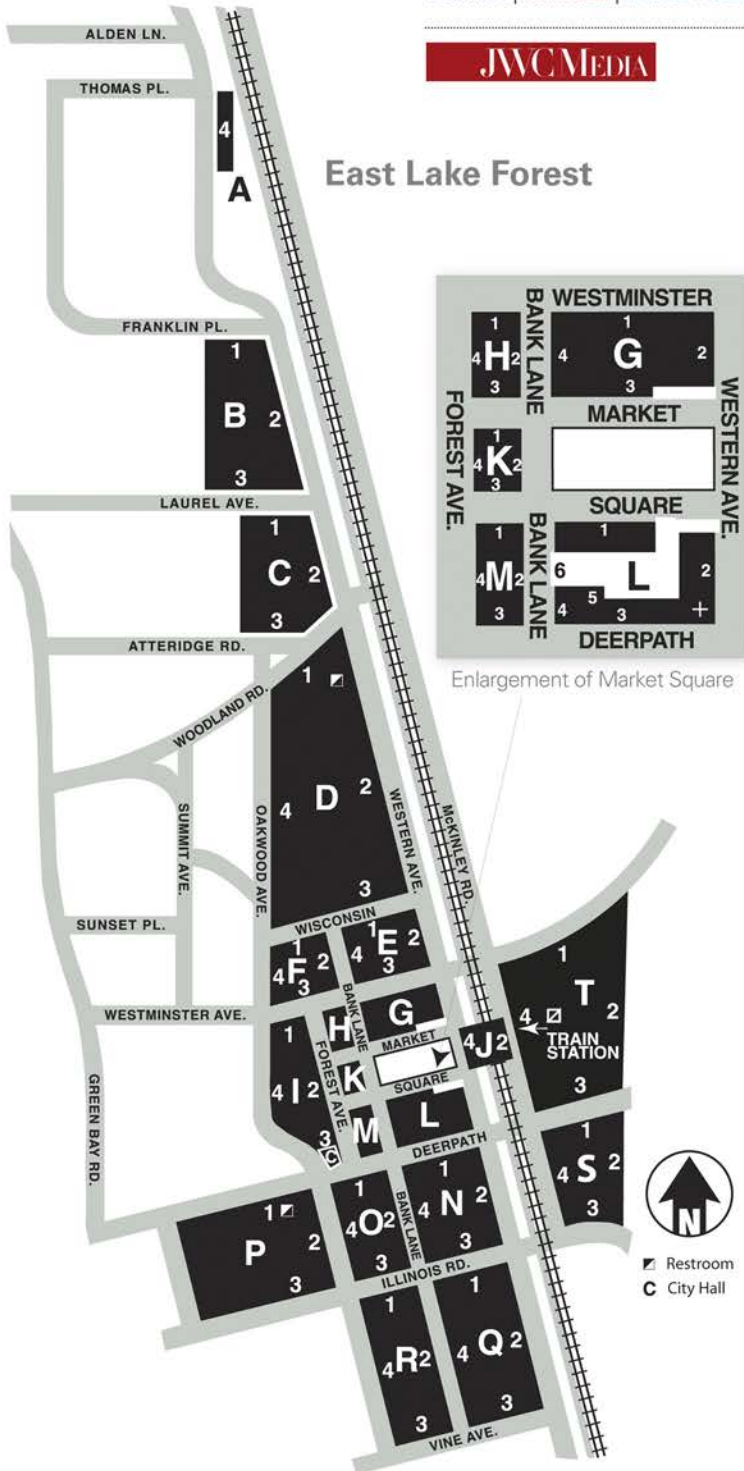 JWC MEDIA
East Lake Forest
ALDEN LN.
THOMAS PL.
4
A
FRANKLIN PL.
1
B 2
3
LAUREL AVE.
1
C 2
3
ATTERIDGE RD.
WOODLAND RD.
1
4 D 2
3
SUMMIT AVE.
OAKWOOD AVE.
WESTERN AVE.
McKINLEY RD.
SUNSET PL.
WISCONSIN
1
4 F 2
3
1
4 E 2
3
WESTMINSTER AVE.
BANK LANE
GREEN BAY RD.
1
4 I 2
3
C
FOREST AVE.
H
G
MARKET
SQUARE
K
4 J 2
M
L
DEERPATH
1
4 T 2
TRAIN
STATION
3
1
4 S 2
3
1
P 2
3
1
4 O 2
3
BANK LANE
1
4 N 2
3
ILLINOIS RD.
1
4 R 2
3
1
4 Q 2
3
VINE AVE.
WESTMINSTER
BANK LANE
1
4 H 2
3
1
4 G 2
3
FOREST AVE.
MARKET
WESTERN AVE.
1
4 K 2
3
SQUARE
1
4 M 2
3
BANK LANE
1
6 L 2
5
4 3
DEERPATH
Enlargement of Market Square
N
Restroom
C City Hall